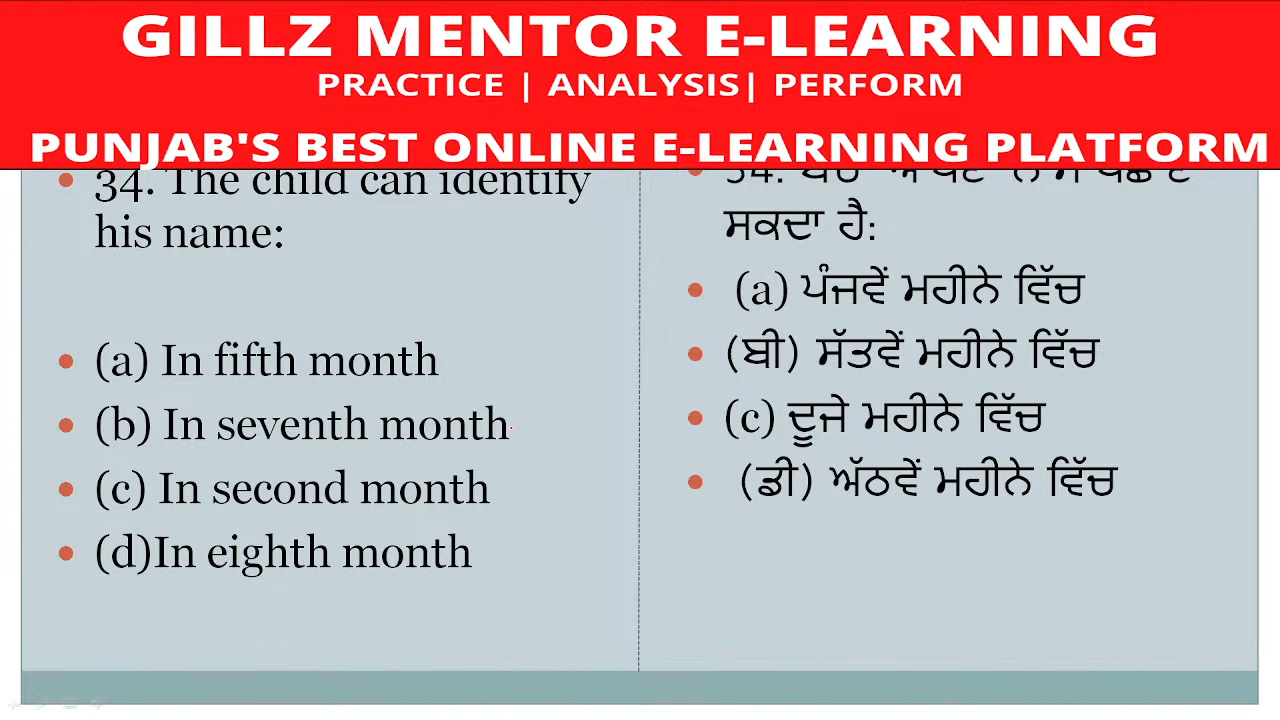 GILLZ MENTOR E-LEARNING
PRACTICE | ANALYSIS| PERFORM
PUNJAB'S BEST ONLINE E-LEARNING PLATFORM
34. The child can identify
his name:
(a) In fifth month
(b) In seventh month
(c) In second month
(d)In eighth month
34.
ਸਕਦਾ ਹੈ:
(a) ਪੰਜਵੇਂ ਮਹੀਨੇ ਵਿੱਚ
(ਬੀ) ਸੱਤਵੇਂ ਮਹੀਨੇ ਵਿੱਚ
(c) ਦੂਜੇ ਮਹੀਨੇ ਵਿੱਚ
(ਡੀ) ਅੱਠਵੇਂ ਮਹੀਨੇ ਵਿੱਚ